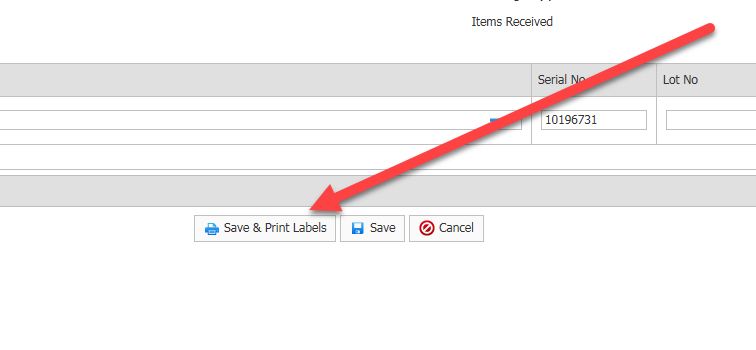 Items Received
Serial No
Lot No
10196731
Save & Print Labels
Save
Cancel